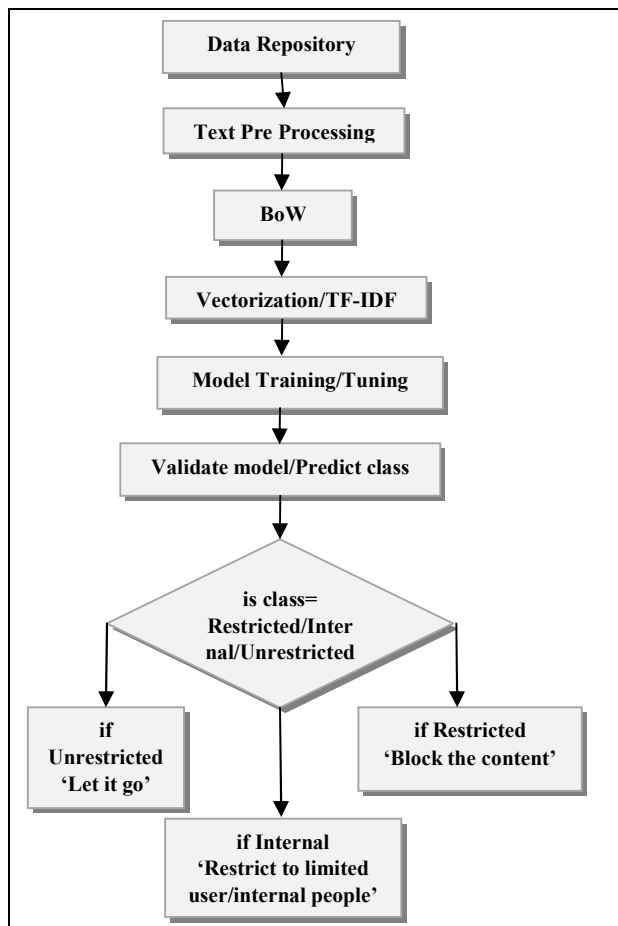 Data Repository
Text Pre Processing
BoW
Vectorization/TF-IDF
Model Training/Tuning
Validate model/Predict class
is class=
Restricted/Inter
nal/Unrestricted
if
Unrestricted
‘Let it go’
if Internal
‘Restrict to limited
user/internal people’
if Restricted
‘Block the content’